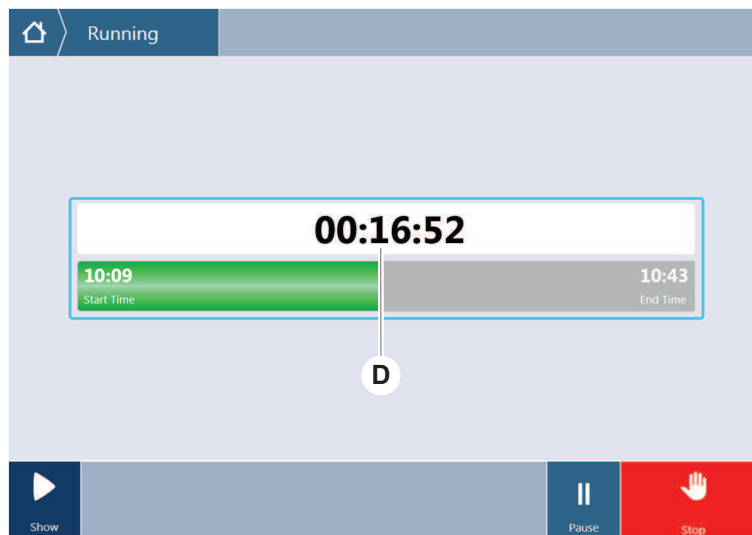 Running
00:16:52
10:09
10:43
Start Time
End Time
D
Show
Pause
Stop